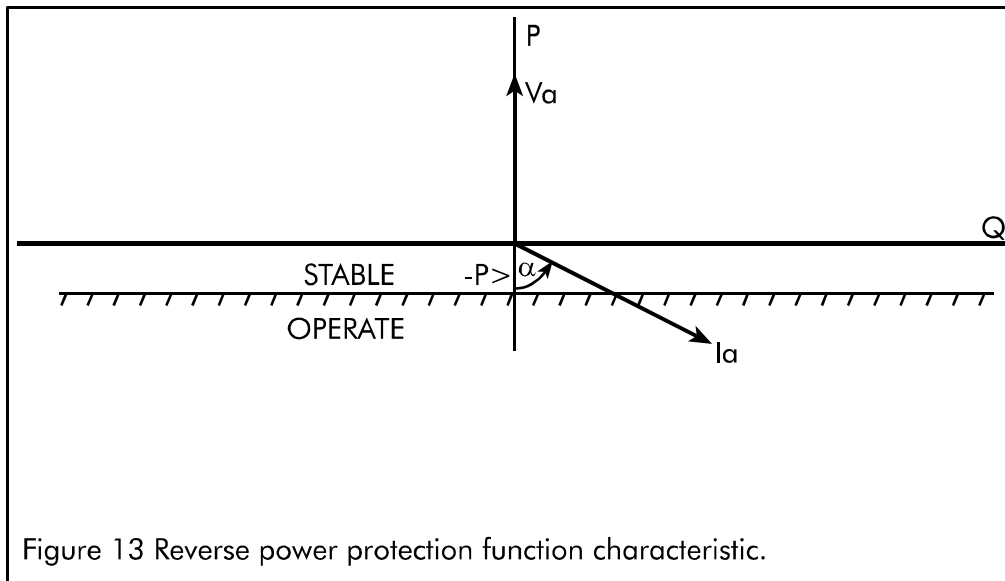 P
Va
Q
STABLE
-P>
α
OPERATE
Ia
Figure 13 Reverse power protection function characteristic.